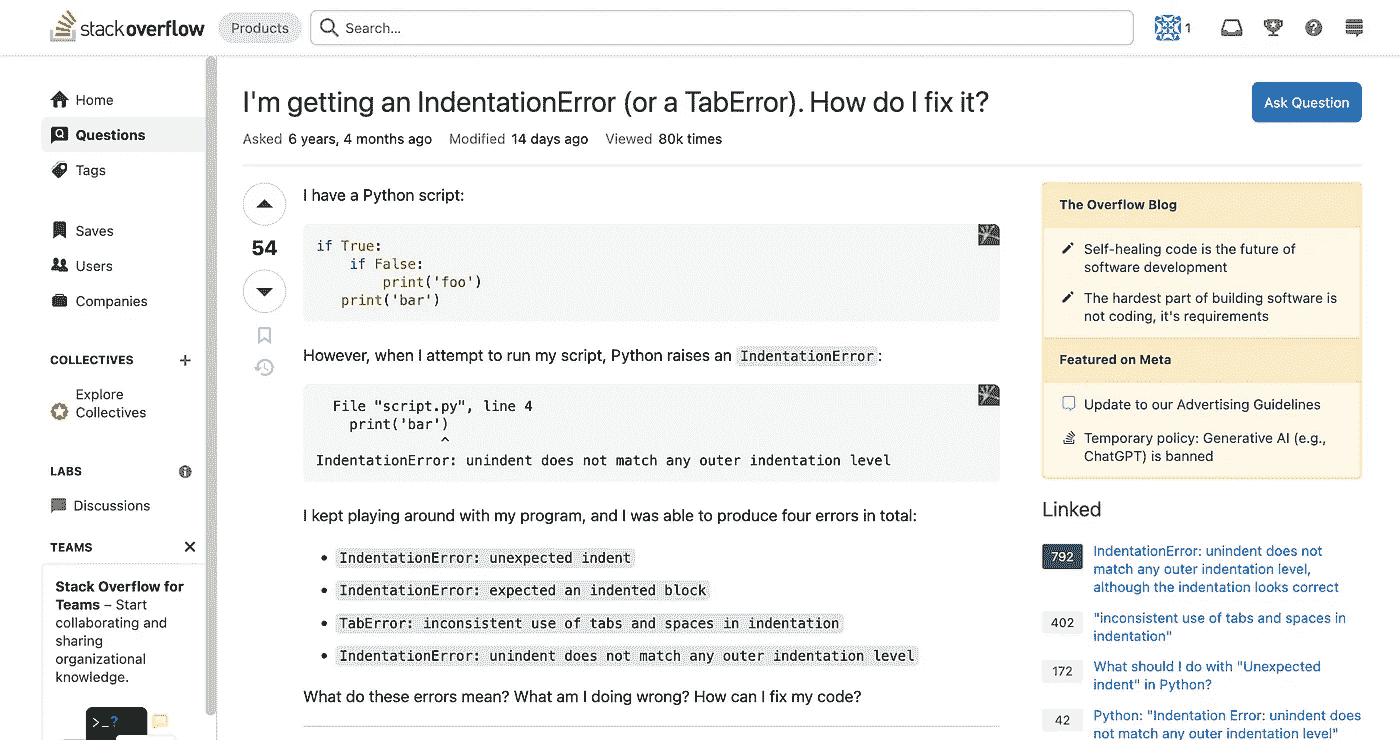 stackoverflow Products Search... 1
Home
Questions
Tags
Saves
Users
Companies
COLLECTIVES +
Explore
Collectives
LABS
Discussions
TEAMS
Stack Overflow for
Teams – Start
collaborating and
sharing
organizational
knowledge.
>_?
I'm getting an IndentationError (or a TabError). How do I fix it?
Ask Question
Asked 6 years, 4 months ago Modified 14 days ago Viewed 80k times
54
I have a Python script:
if True:
    if False:
        print('foo')
   print('bar')
However, when I attempt to run my script, Python raises an IndentationError:
  File "script.py", line 4
    print('bar')
               ^
IndentationError: unindent does not match any outer indentation level
I kept playing around with my program, and I was able to produce four errors in total:
• IndentationError: unexpected indent
• IndentationError: expected an indented block
• TabError: inconsistent use of tabs and spaces in indentation
• IndentationError: unindent does not match any outer indentation level
What do these errors mean? What am I doing wrong? How can I fix my code?
The Overflow Blog
Self-healing code is the future of
software development
The hardest part of building software is
not coding, it's requirements
Featured on Meta
Update to our Advertising Guidelines
Temporary policy: Generative AI (e.g.,
ChatGPT) is banned
Linked
792 IndentationError: unindent does not
match any outer indentation level,
although the indentation looks correct
402 "inconsistent use of tabs and spaces in
indentation"
172 What should I do with "Unexpected
indent" in Python?
42 Python: "Indentation Error: unindent does
not match any outer indentation level"